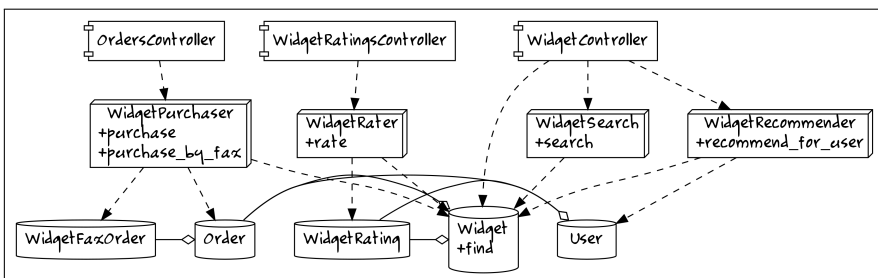 OrdersController
WidgetRatingsController
WidgetController
WidgetPurchaser
+purchase
+purchase_by_fax
WidgetRater
+rate
WidgetSearch
+search
WidgetRecommender
+recommend_for_user
WidgetFaxOrder
Order
WidgetRating
Widget
+find
User